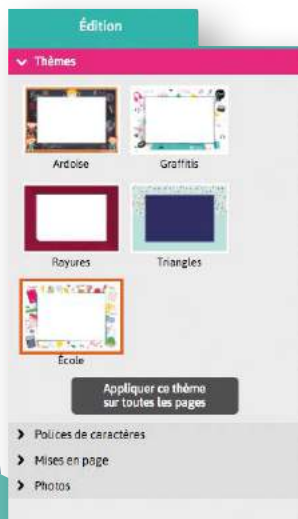 Édition
Thèmes
Ardoise
Graffitis
Rayures
Triangles
École
Appliquer ce thème
sur toutes les pages
Polices de caractères
Mises en page
Photos